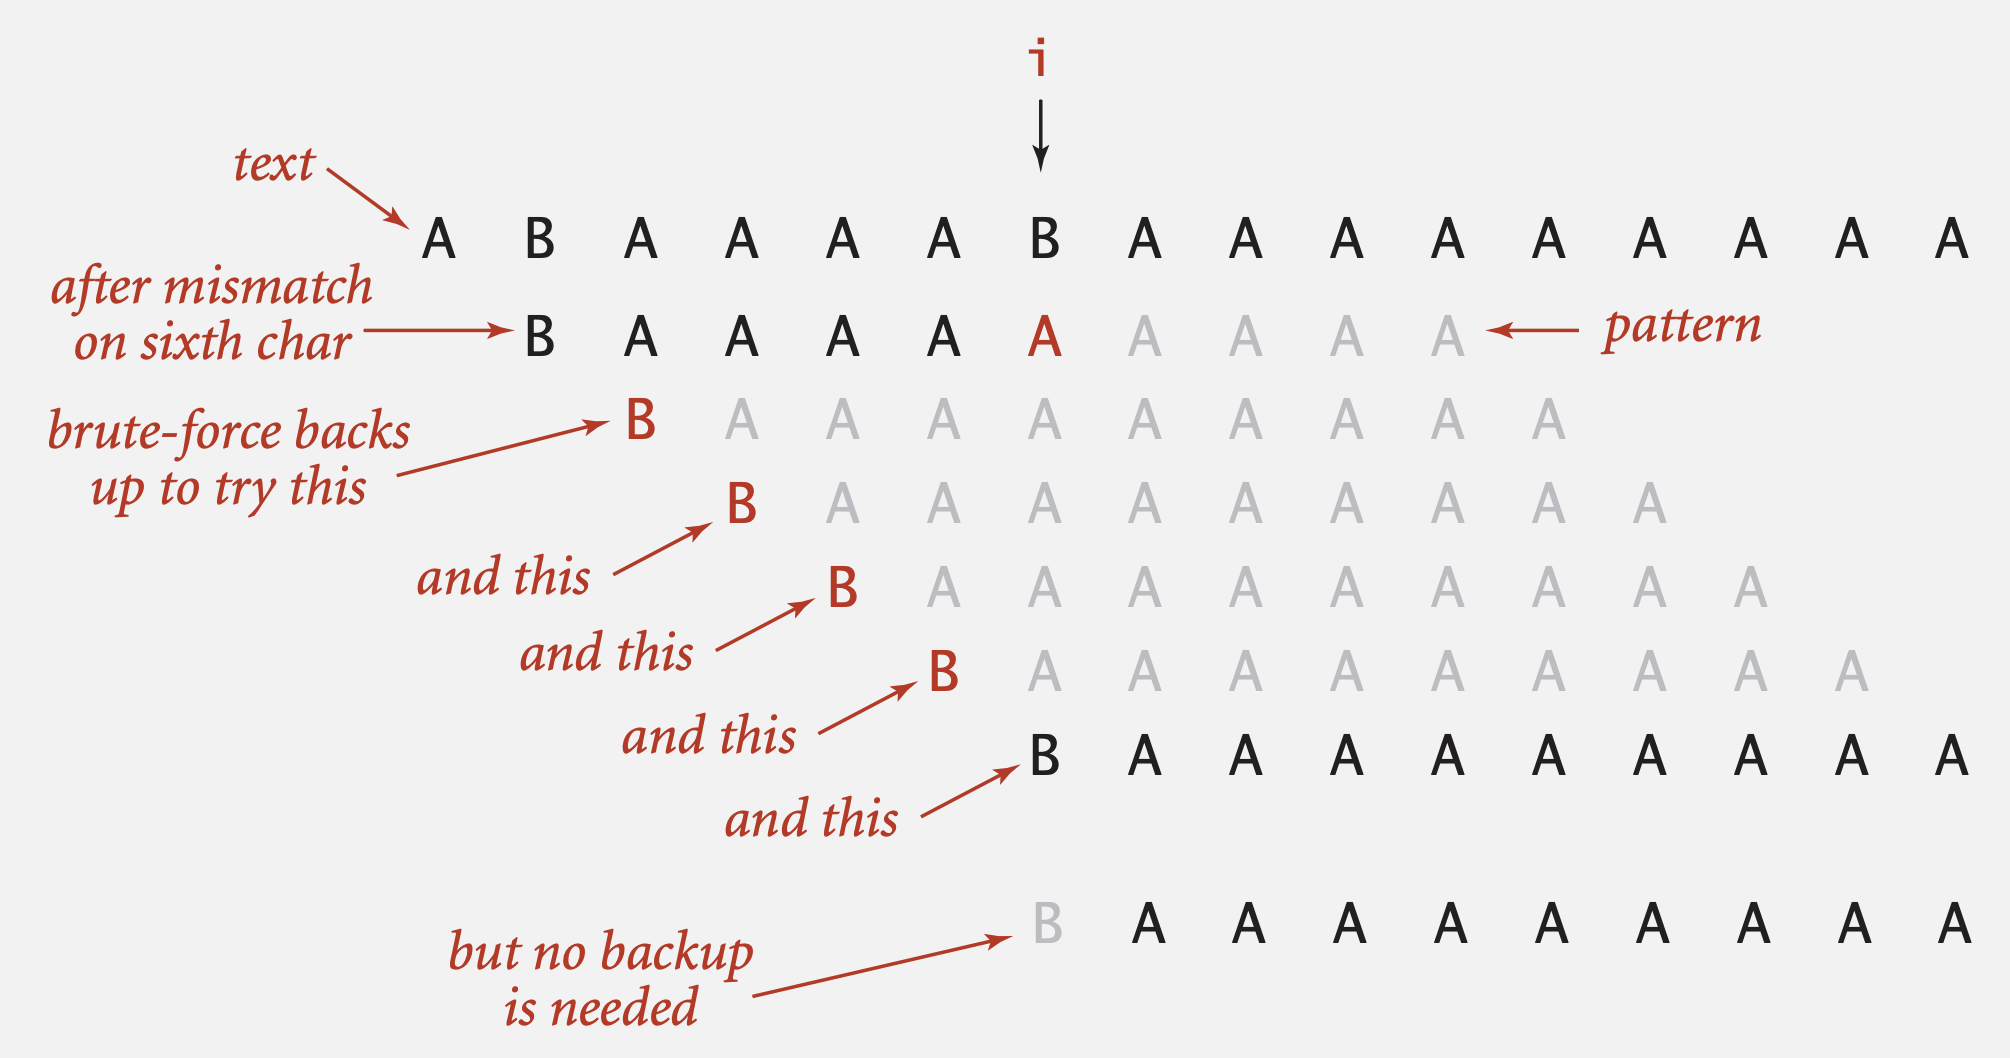 i
text
A B A A A A B A A A A A A A A A
after mismatch
on sixth char
B A A A A A A A A A
pattern
brute-force backs
up to try this
B A A A A A A A A A
and this
B A A A A A A A A A
and this
B A A A A A A A A A
and this
B A A A A A A A A A
and this
B A A A A A A A A A
but no backup
is needed
B A A A A A A A A A